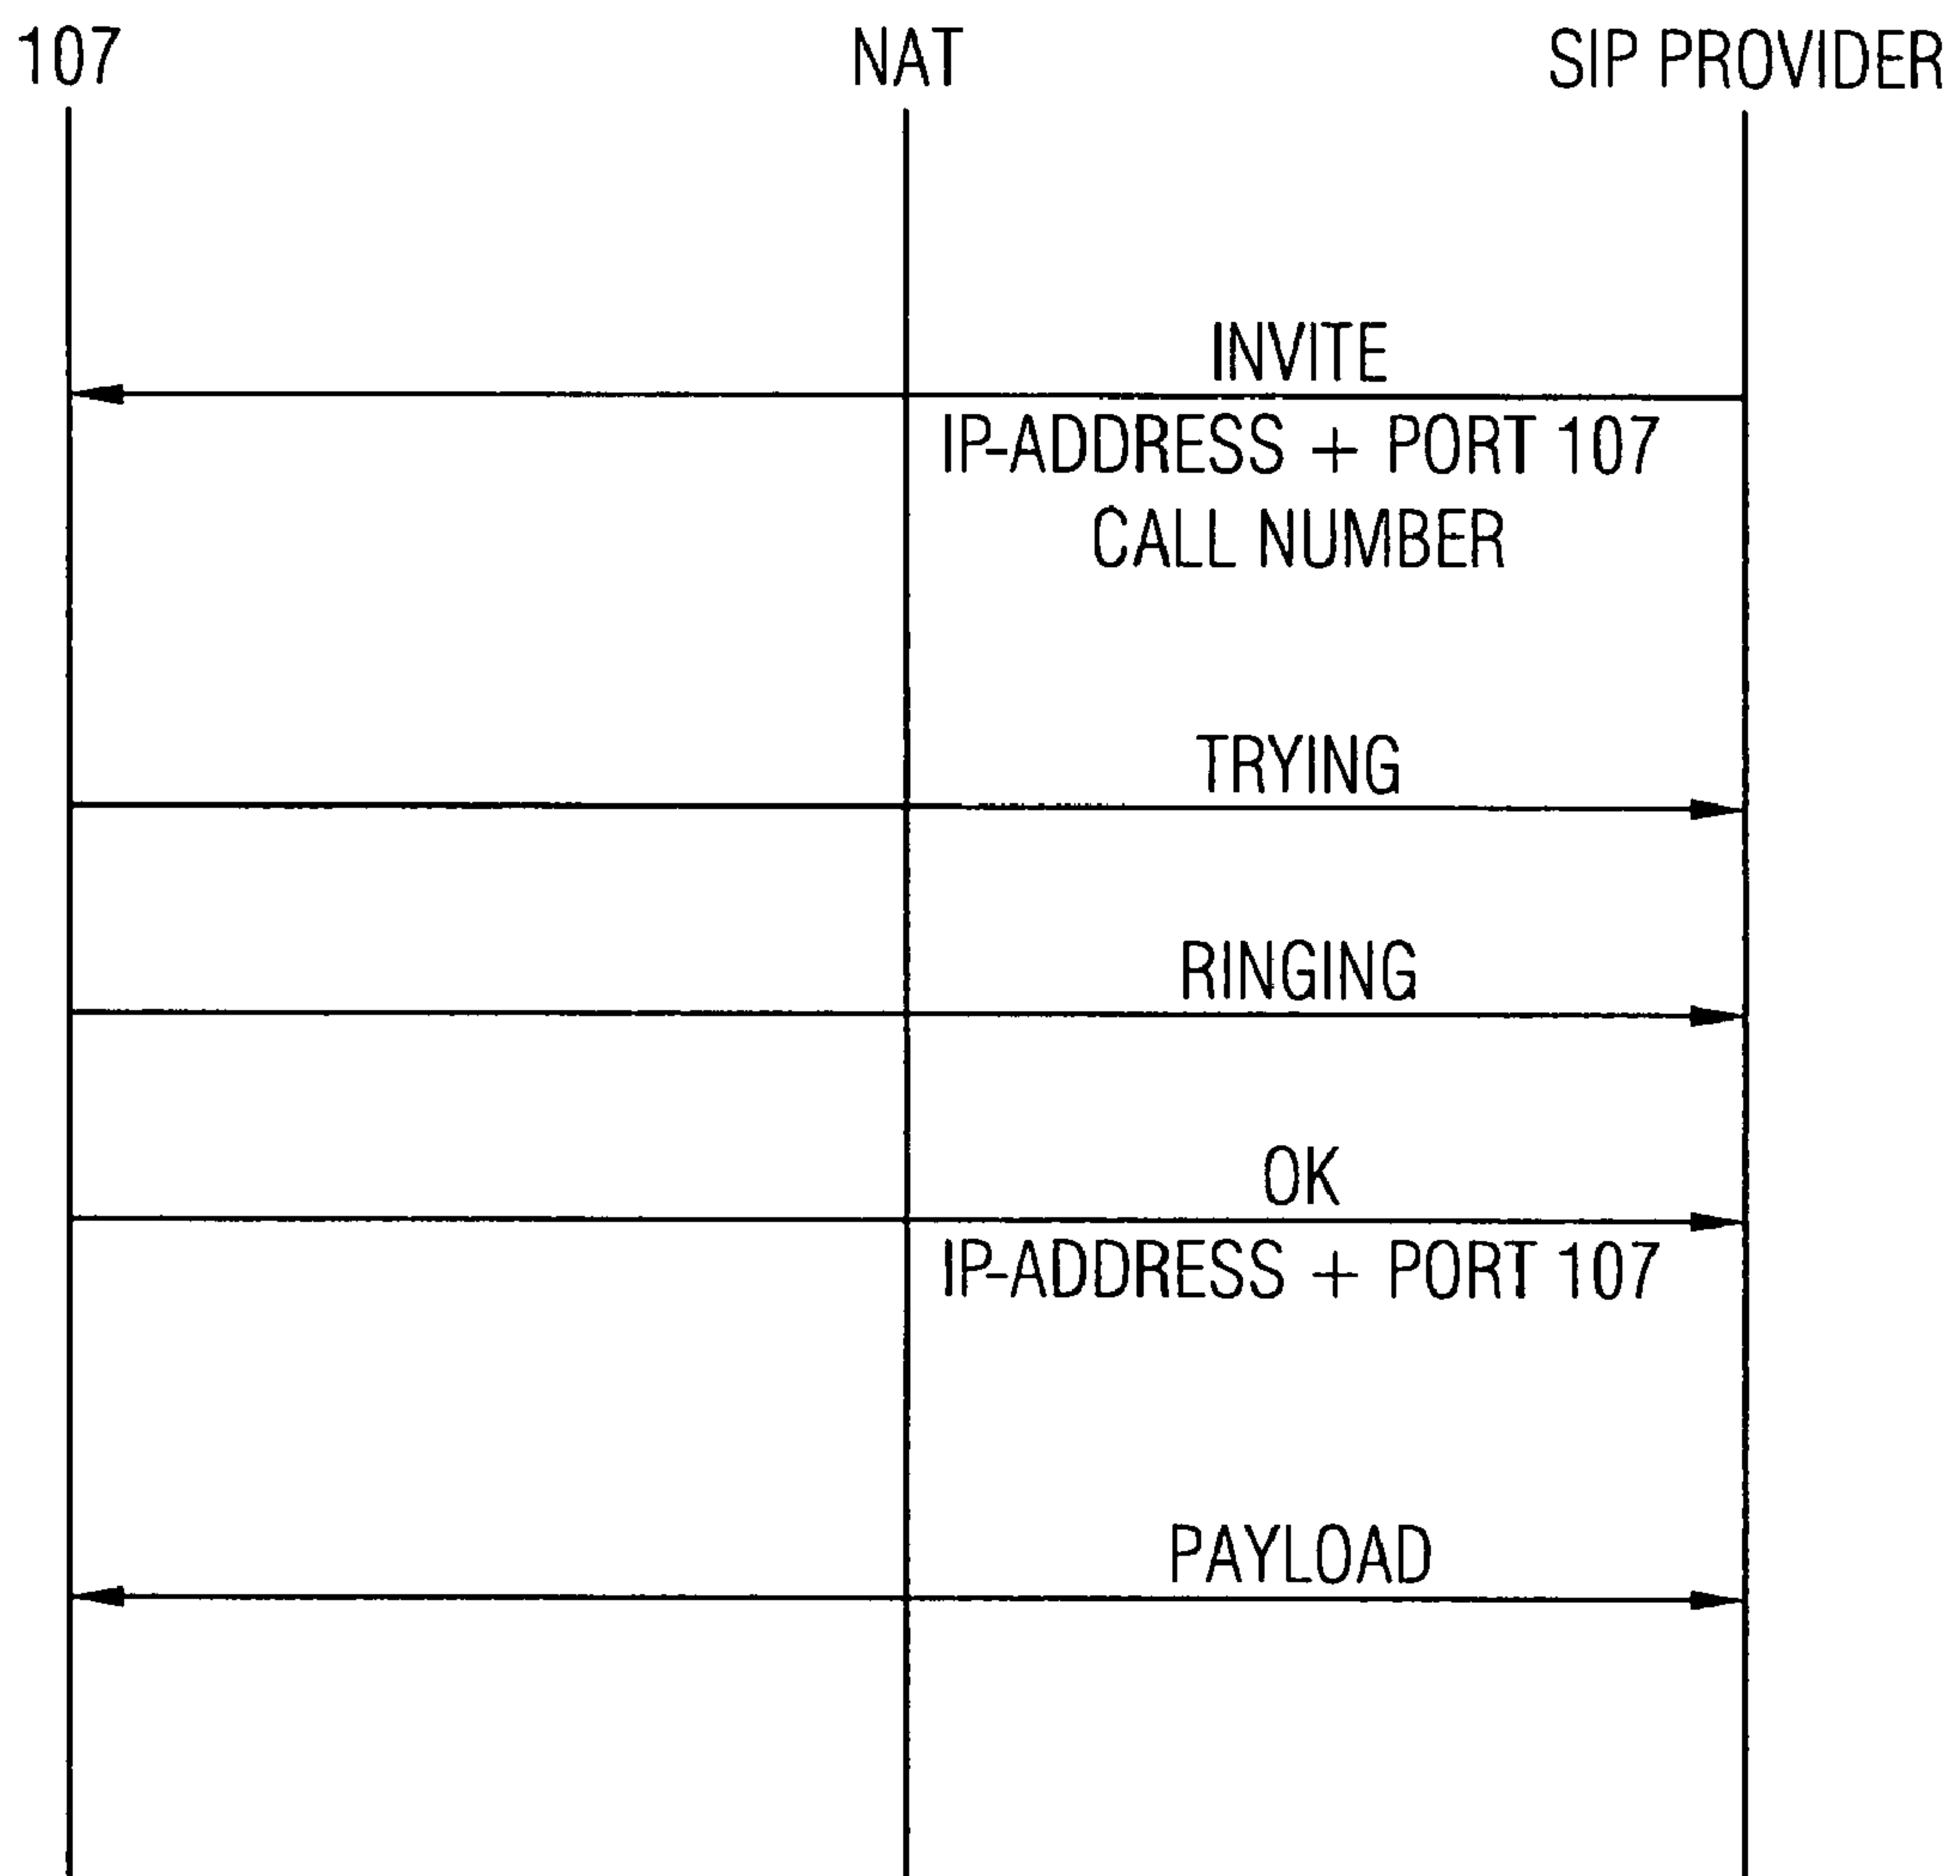 107 NAT SIP PROVIDER
INVITE
IP-ADDRESS + PORT 107
CALL NUMBER
TRYING
RINGING
OK
IP-ADDRESS + PORT 107
PAYLOAD